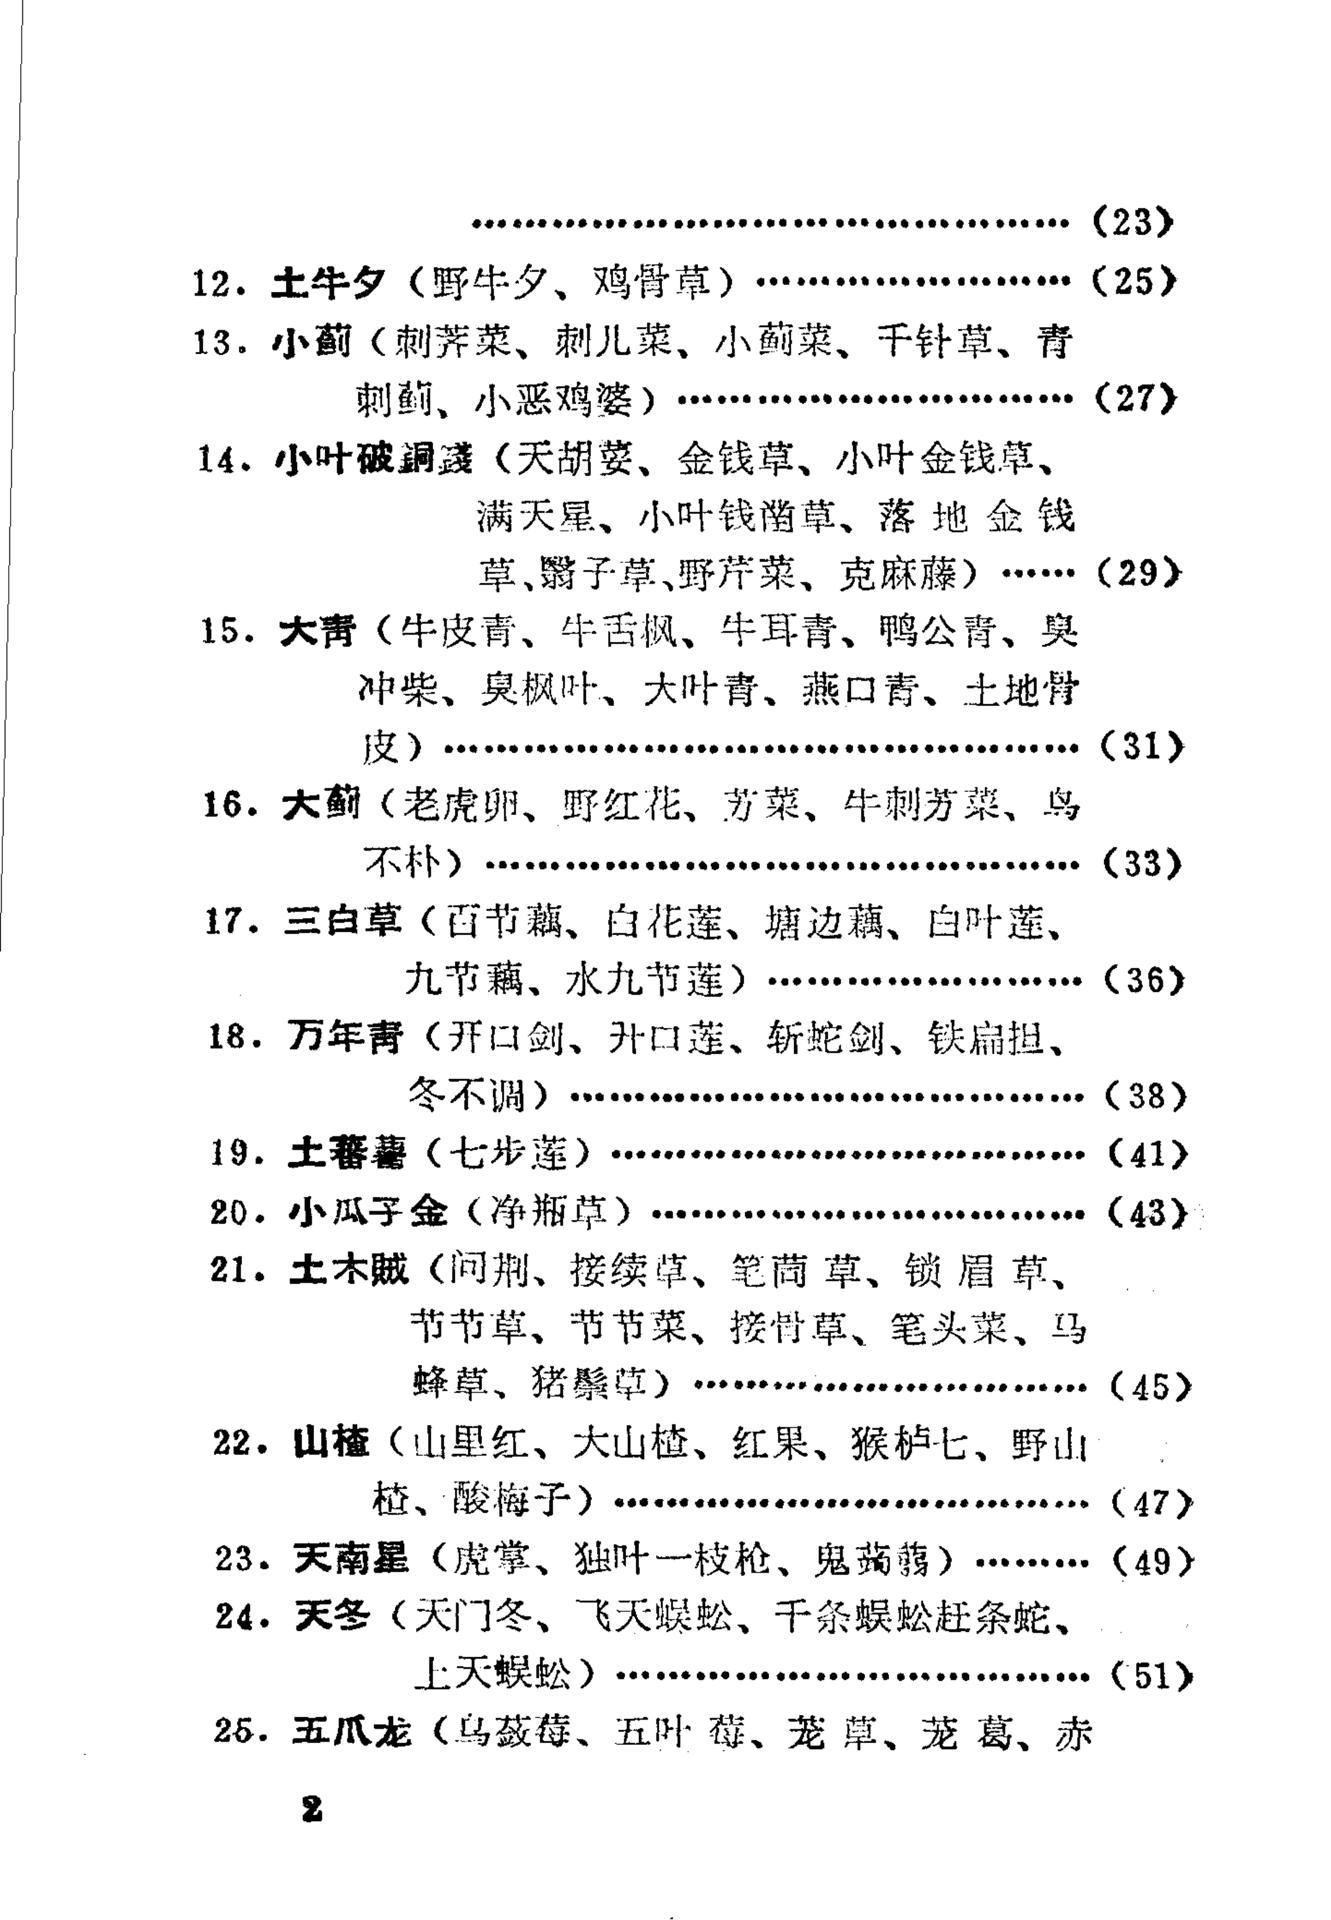 ……………………………………（23）
12. 土牛夕（野牛夕、鸡骨草）……………………（25）
13. 小蓟（刺荠菜、刺儿菜、小蓟菜、千针草、青
刺蓟、小恶鸡婆）…………………………（27）
14. 小叶破銅錢（天胡荽、金钱草、小叶金钱草、
满天星、小叶钱凿草、落地金钱
草、翳子草、野芹菜、克麻藤）……（29）
15. 大青（牛皮青、牛舌枫、牛耳青、鸭公青、臭
冲柴、臭枫叶、大叶青、燕口青、土地骨
皮）…………………………………………（31）
16. 大蓟（老虎卵、野红花、艻菜、牛刺艻菜、鸟
不朴）………………………………………（33）
17. 三白草（百节藕、白花莲、塘边藕、白叶莲、
九节藕、水九节莲）……………………（36）
18. 万年青（开口剑、开口莲、斩蛇剑、铁扁担、
冬不调）…………………………………（38）
19. 土蕃薯（七步莲）………………………………（41）
20. 小瓜子金（净瓶草）……………………………（43）
21. 土木贼（问荆、接续草、笔茼草、锁眉草、
节节草、节节菜、接骨草、笔头菜、马
蜂草、猪鬃草）…………………………（45）
22. 山楂（山里红、大山楂、红果、猴栌七、野山
楂、酸梅子）………………………………（47）
23. 天南星（虎掌、独叶一枝枪、鬼蒟蒻）………（49）
24. 天冬（天门冬、飞天蜈蚣、千条蜈蚣赶条蛇、
上天蜈蚣）………………………………（51）
25. 五爪龙（乌蔹莓、五叶莓、茏草、茏葛、赤
2